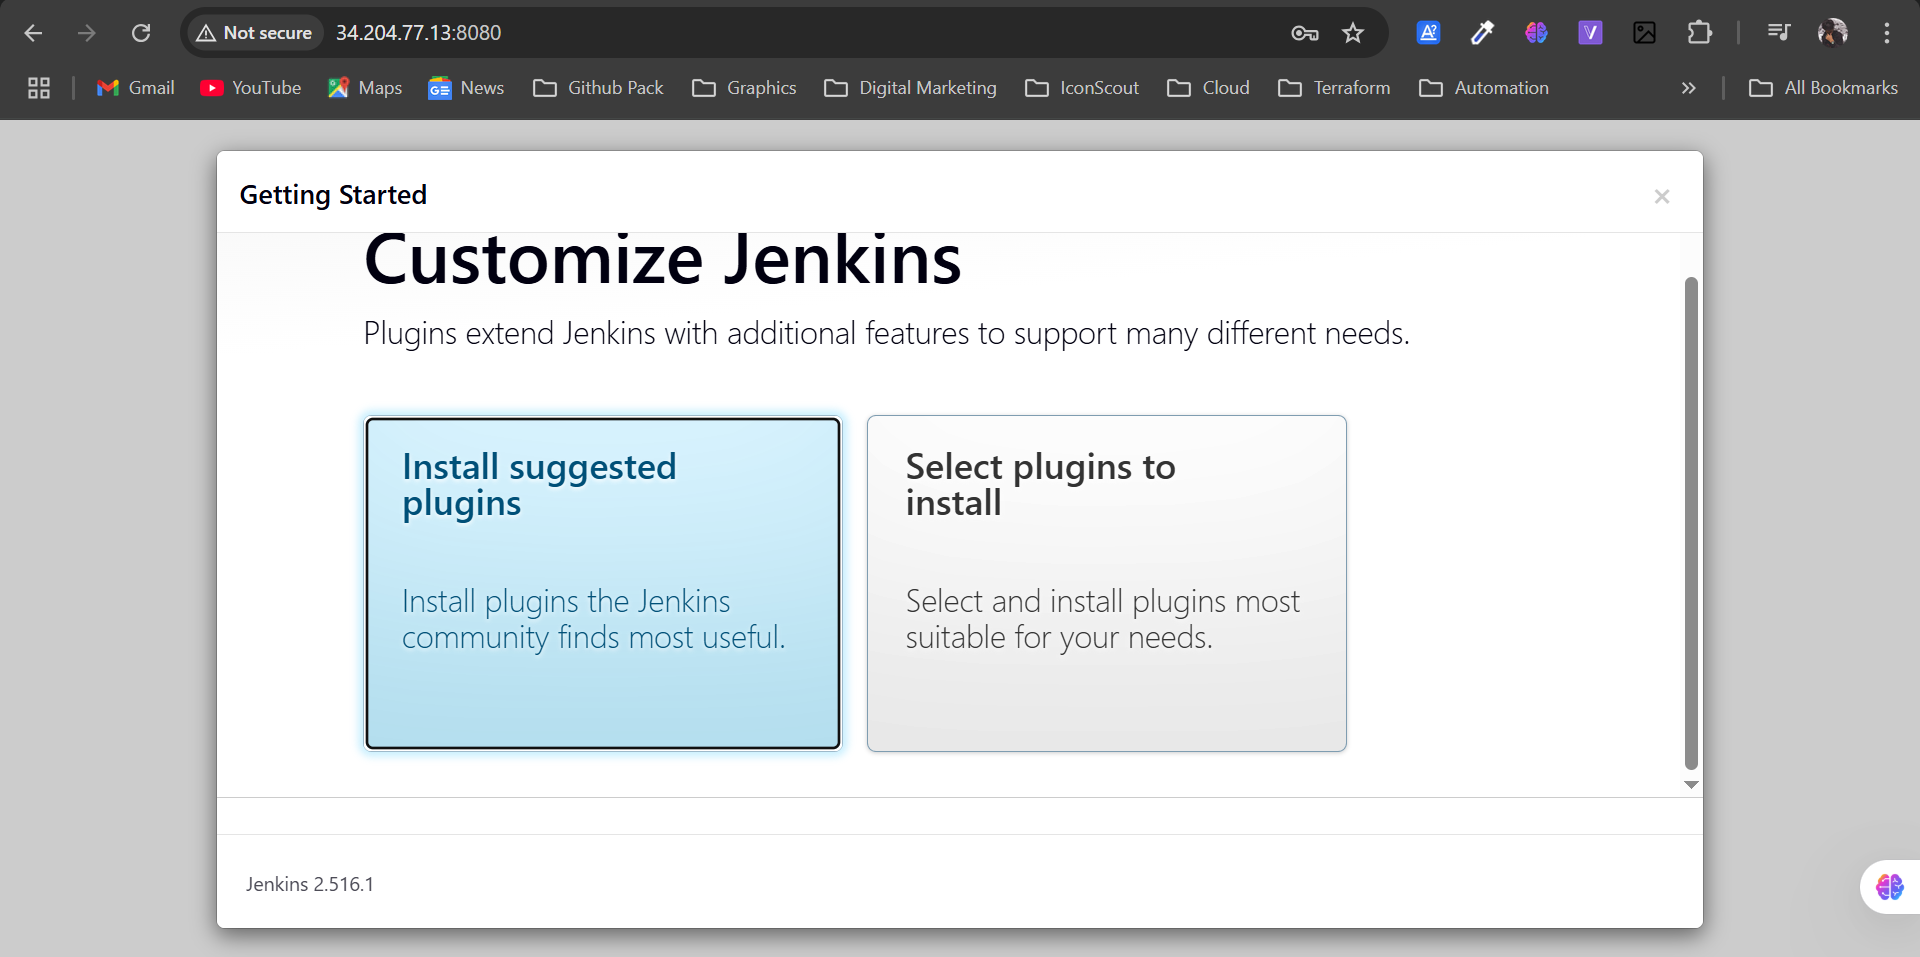 Not secure
34.204.77.13:8080
A?
V
Gmail
YouTube
Maps
GE
News
Github Pack
Graphics
Digital Marketing
IconScout
Cloud
Terraform
Automation
»
All Bookmarks
Getting Started
×
Customize Jenkins
Plugins extend Jenkins with additional features to support many different needs.
Install suggested
plugins
Install plugins the Jenkins
community finds most useful.
Select plugins to
install
Select and install plugins most
suitable for your needs.
Jenkins 2.516.1